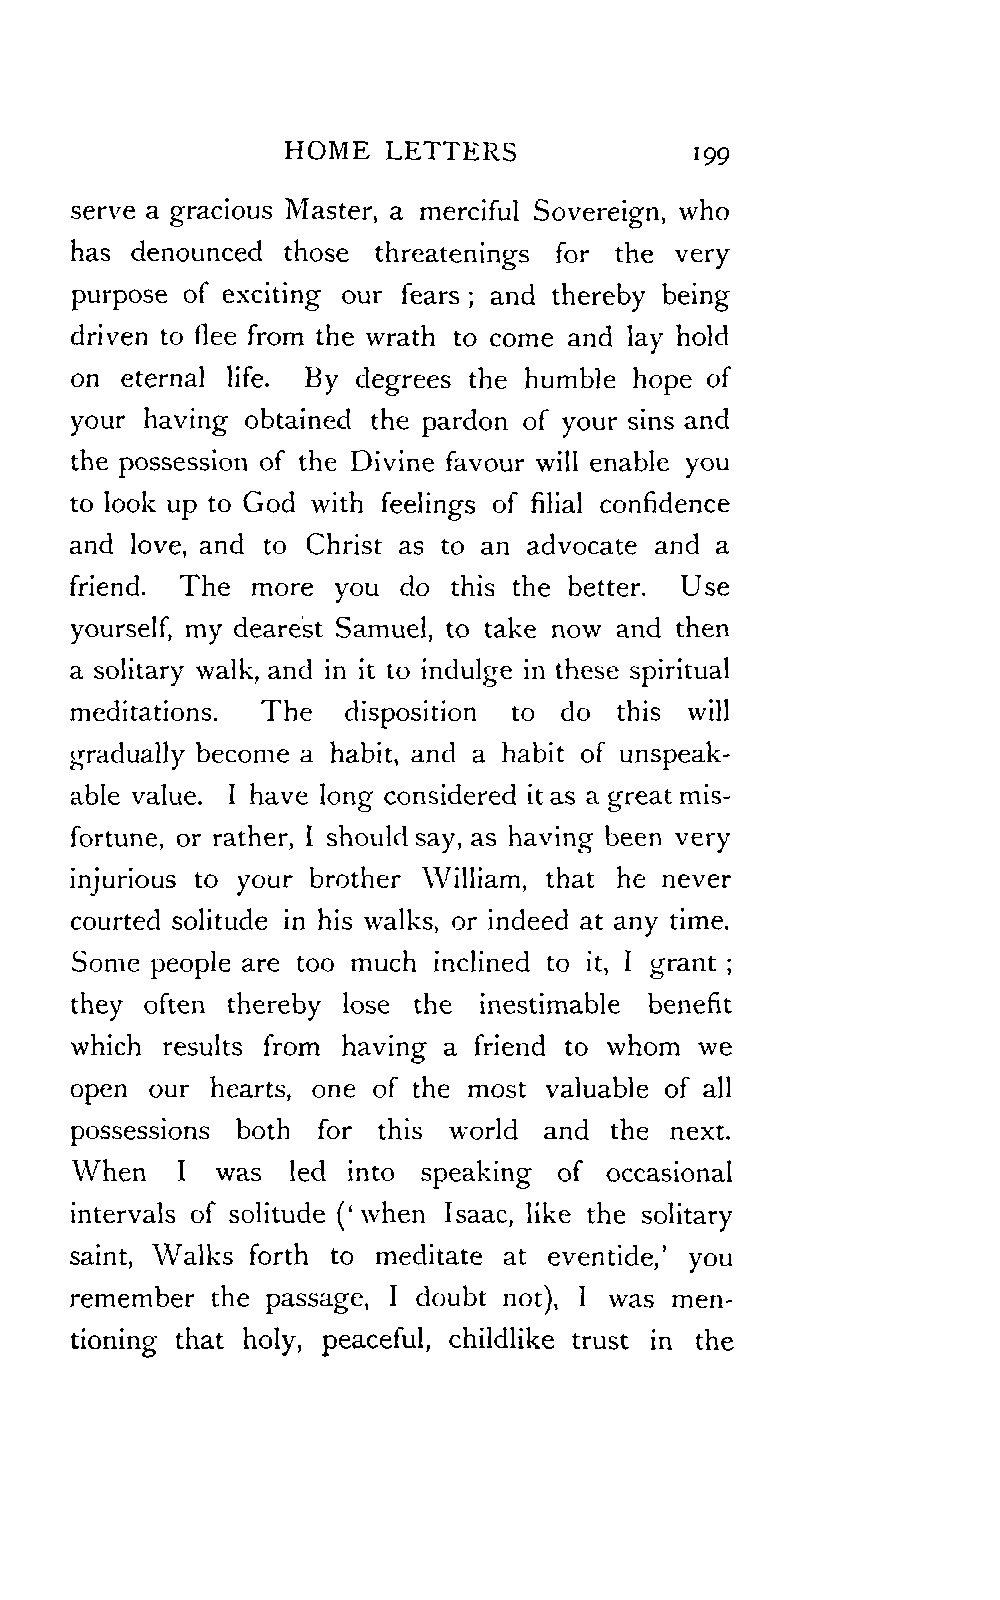 HOME LETTERS 199
serve a gracious Master, a merciful Sovereign, who
has denounced those threatenings for the very
purpose of exciting our fears ; and thereby being
driven to flee from the wrath to come and lay hold
on eternal life. By degrees the humble hope of
your having obtained the pardon of your sins and
the possession of the Divine favour will enable you
to look up to God with feelings of filial confidence
and love, and to Christ as to an advocate and a
friend. The more you do this the better. Use
yourself, my dearest Samuel, to take now and then
a solitary walk, and in it to indulge in these spiritual
meditations. The disposition to do this will
gradually become a habit, and a habit of unspeak-
able value. I have long considered it as a great mis-
fortune, or rather, I should say, as having been very
injurious to your brother William, that he never
courted solitude in his walks, or indeed at any time.
Some people are too much inclined to it, I grant ;
they often thereby lose the inestimable benefit
which results from having a friend to whom we
open our hearts, one of the most valuable of all
possessions both for this world and the next.
When I was led into speaking of occasional
intervals of solitude (‘ when Isaac, like the solitary
saint, Walks forth to meditate at eventide,’ you
remember the passage, I doubt not), I was men-
tioning that holy, peaceful, childlike trust in the